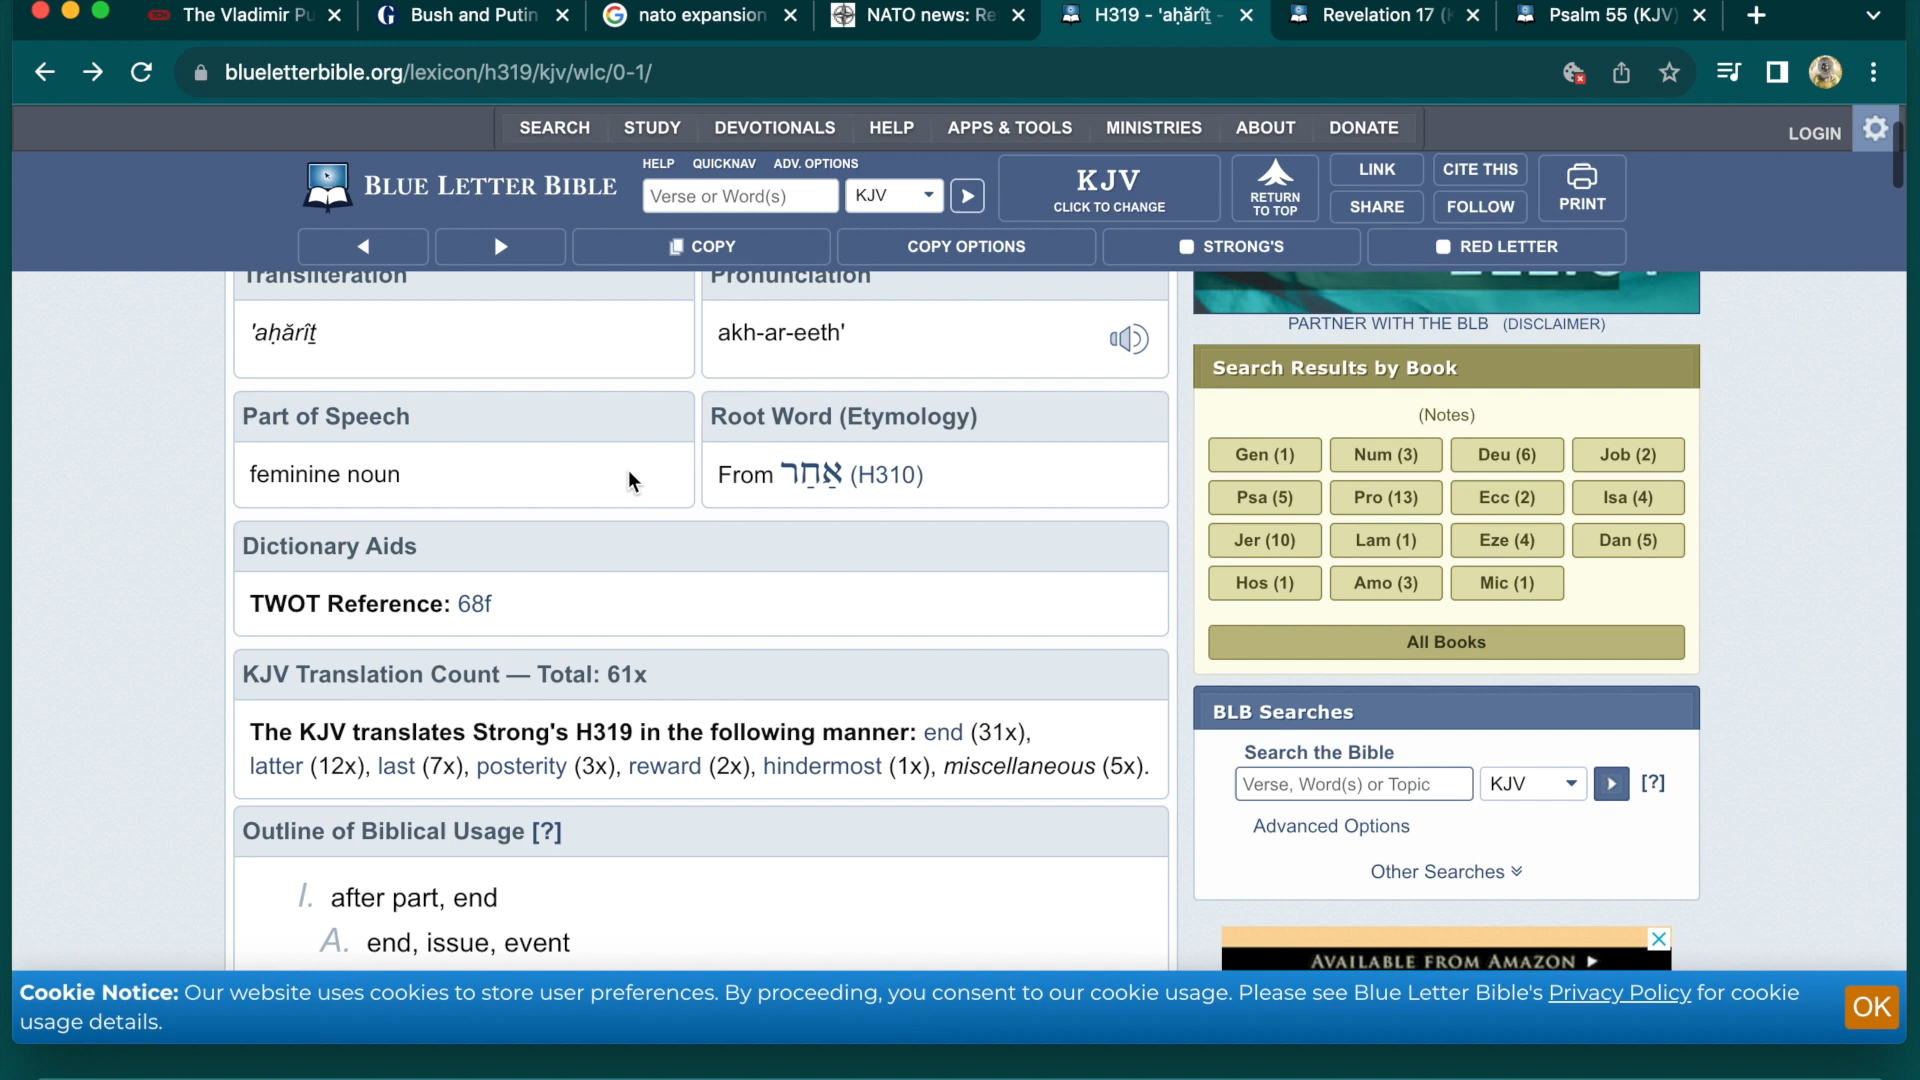 The Vladimir Pu
Bush and Putin
nato expansion
NATO news: Re
H319 - 'aḥărîṯ -
Revelation 17 (
Psalm 55 (KJV)
blueletterbible.org/lexicon/h319/kjv/wlc/0-1/
SEARCH STUDY DEVOTIONALS HELP APPS & TOOLS MINISTRIES ABOUT DONATE
LOGIN
BLUE LETTER BIBLE
HELP QUICKNAV ADV. OPTIONS
Verse or Word(s)
KJV
KJV
CLICK TO CHANGE
RETURN
TO TOP
LINK
CITE THIS
SHARE
FOLLOW
PRINT
COPY
COPY OPTIONS
STRONG'S
RED LETTER
Transliteration
'aḥărîṯ
Pronunciation
akh-ar-eeth'
Part of Speech
feminine noun
Root Word (Etymology)
From אַחַר (H310)
Dictionary Aids
TWOT Reference: 68f
KJV Translation Count — Total: 61x
The KJV translates Strong's H319 in the following manner: end (31x),
latter (12x), last (7x), posterity (3x), reward (2x), hindermost (1x), miscellaneous (5x).
Outline of Biblical Usage [?]
I. after part, end
A. end, issue, event
PARTNER WITH THE BLB (DISCLAIMER)
Search Results by Book
(Notes)
Gen (1) Num (3) Deu (6) Job (2)
Psa (5) Pro (13) Ecc (2) Isa (4)
Jer (10) Lam (1) Eze (4) Dan (5)
Hos (1) Amo (3) Mic (1)
All Books
BLB Searches
Search the Bible
Verse, Word(s) or Topic KJV [?]
Advanced Options
Other Searches
AVAILABLE FROM AMAZON
Cookie Notice: Our website uses cookies to store user preferences. By proceeding, you consent to our cookie usage. Please see Blue Letter Bible's Privacy Policy for cookie
usage details.
OK